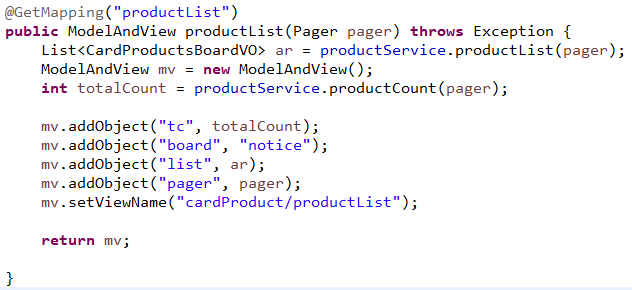 @GetMapping("productList")
public ModelAndView productList(Pager pager) throws Exception {
    List<CardProductsBoardVO> ar = productService.productList(pager);
    ModelAndView mv = new ModelAndView();
    int totalCount = productService.productCount(pager);

    mv.addObject("tc", totalCount);
    mv.addObject("board", "notice");
    mv.addObject("list", ar);
    mv.addObject("pager", pager);
    mv.setViewName("cardProduct/productList");

    return mv;

}